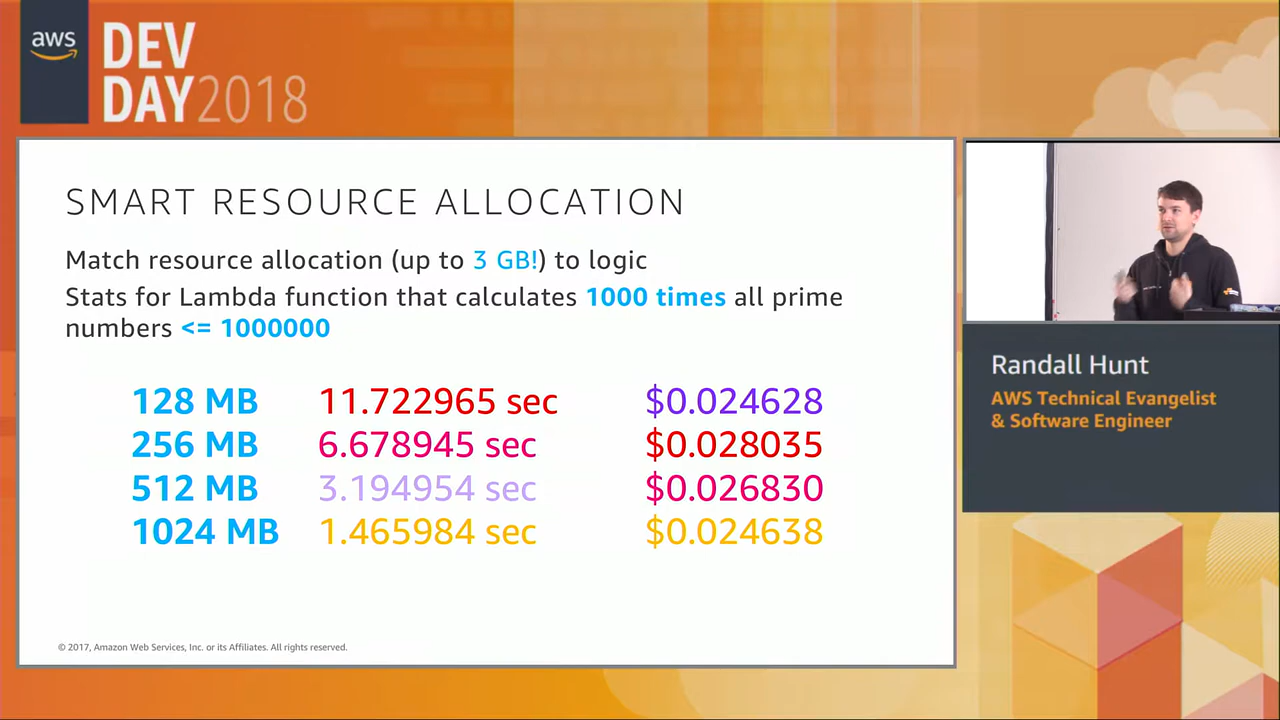 aws
DEV
DAY2018
SMART RESOURCE ALLOCATION
Match resource allocation (up to 3 GB!) to logic
Stats for Lambda function that calculates 1000 times all prime
numbers <= 1000000
128 MB 11.722965 sec $0.024628
256 MB 6.678945 sec $0.028035
512 MB 3.194954 sec $0.026830
1024 MB 1.465984 sec $0.024638
© 2017, Amazon Web Services, Inc. or its Affiliates. All rights reserved.
Randall Hunt
AWS Technical Evangelist
& Software Engineer